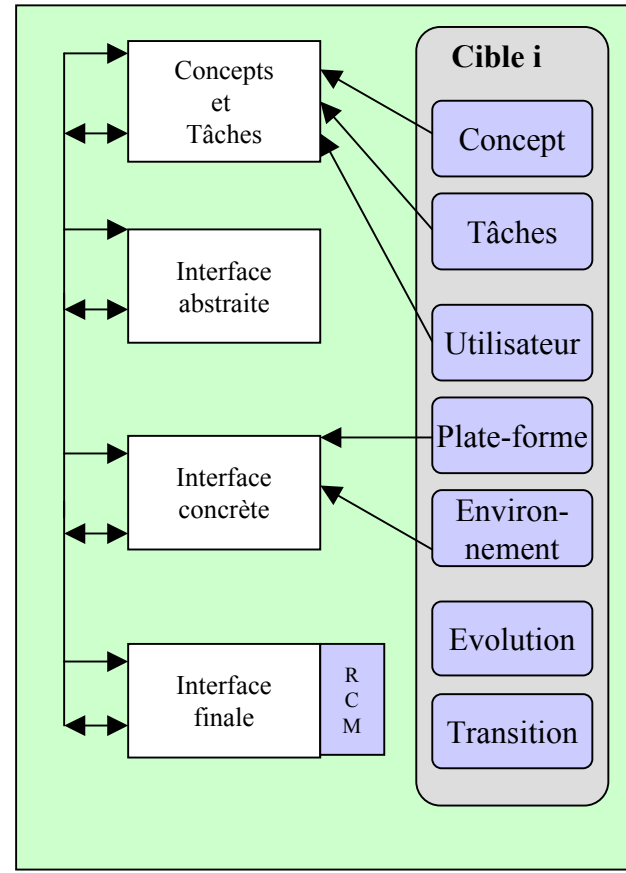 Concepts
et
Tâches
Interface
abstraite
Interface
concrète
Interface
finale
R
C
M
Cible i
Concept
Tâches
Utilisateur
Plate-forme
Environ-
nement
Evolution
Transition